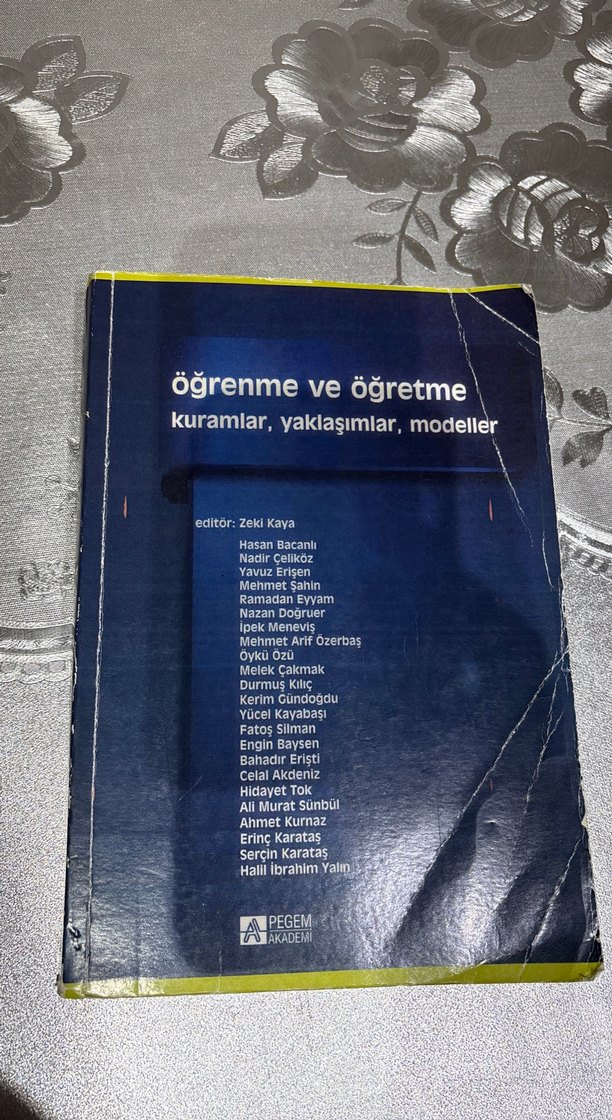 öğrenme ve öğretme
kuramlar, yaklaşımlar, modeller
editör: Zeki Kaya
Hasan Bacanlı
Nadir Çeliköz
Yavuz Erişen
Mehmet Şahin
Ramadan Eyyam
Nazan Doğruer
İpek Meneviş
Mehmet Arif Özerbaş
Öykü Özü
Melek Çakmak
Durmuş Kılıç
Kerim Gündoğdu
Yücel Kayabaşı
Fatoş Silman
Engin Baysen
Bahadır Erişti
Celal Akdeniz
Hidayet Tok
Ali Murat Sünbül
Ahmet Kurnaz
Erinç Karataş
Serçin Karataş
Halil İbrahim Yalın
PEGEM
AKADEMİ